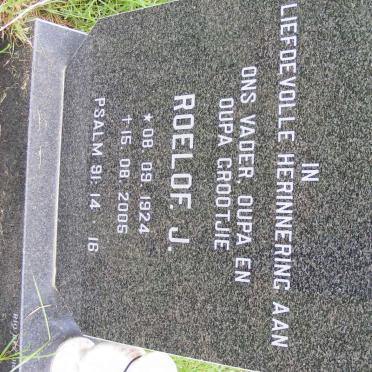 IN
LIEFDEVOLLE HERINNERING AAN
ONS VADER, OUPA EN
OUPA GROOTJIE
ROELOF. J.
* 08 09 1924
† 15 08 2005
PSALM 91: 14 16